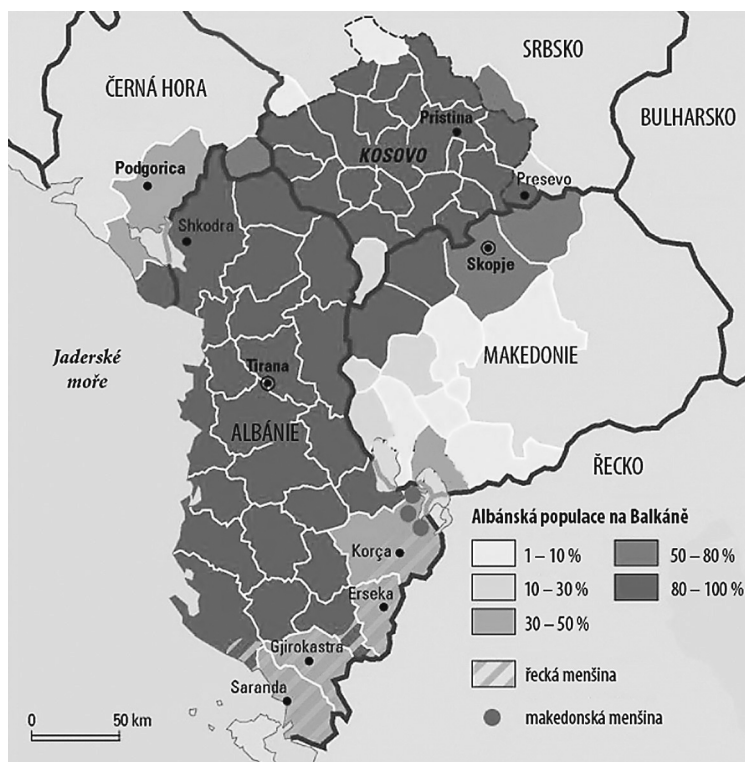 SRBSKO
ČERNÁ HORA
BULHARSKO
Pristina
KOSOVO
Podgorica
Presevo
Shkodra
Skopje
Jaderské
moře
MAKEDONIE
Tirana
ALBÁNIE
ŘECKO
Albánská populace na Balkáně
1 – 10 %
50 – 80 %
10 – 30 %
80 – 100 %
30 – 50 %
Korça
Erseka
Gjirokastra
řecká menšina
Saranda
makedonská menšina
0 50 km